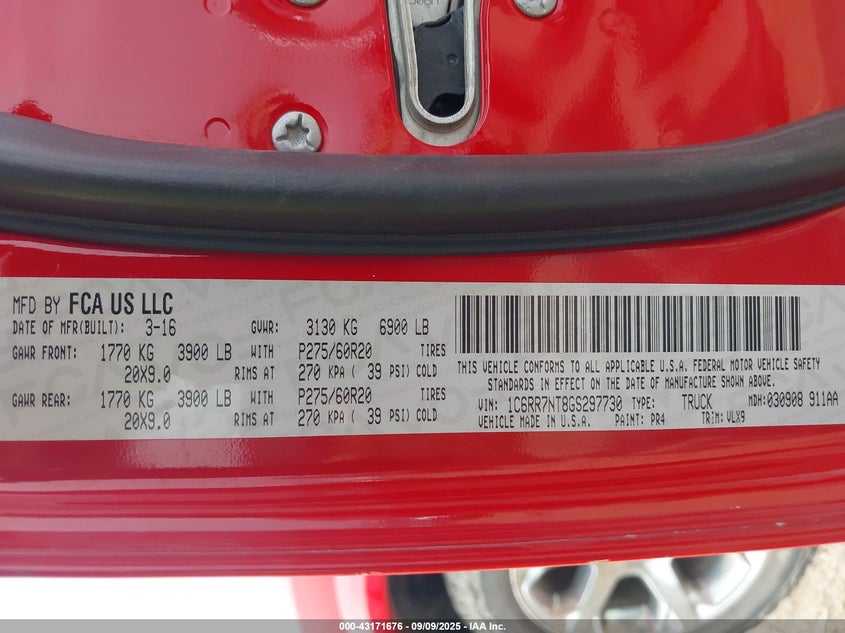 MFD BY FCA US LLC
DATE OF MFR(BUILT): 3-16 GVWR: 3130 KG 6900 LB
GAWR FRONT: 1770 KG 3900 LB WITH P275/60R20 TIRES
20X9.0 RIMS AT 270 KPA ( 39 PSI) COLD
GAWR REAR: 1770 KG 3900 LB WITH P275/60R20 TIRES
20X9.0 RIMS AT 270 KPA ( 39 PSI) COLD
THIS VEHICLE CONFORMS TO ALL APPLICABLE U.S.A. FEDERAL MOTOR VEHICLE SAFETY
STANDARDS IN EFFECT ON THE DATE OF MANUFACTURE SHOWN ABOVE.
VIN: 1C6RR7NT8GS297730 TYPE: TRUCK MDH:030908 911AA
VEHICLE MADE IN U.S.A. PAINT: PR4 TRIM: VLX9
000-43171676 - 09/09/2025 - IAA Inc.